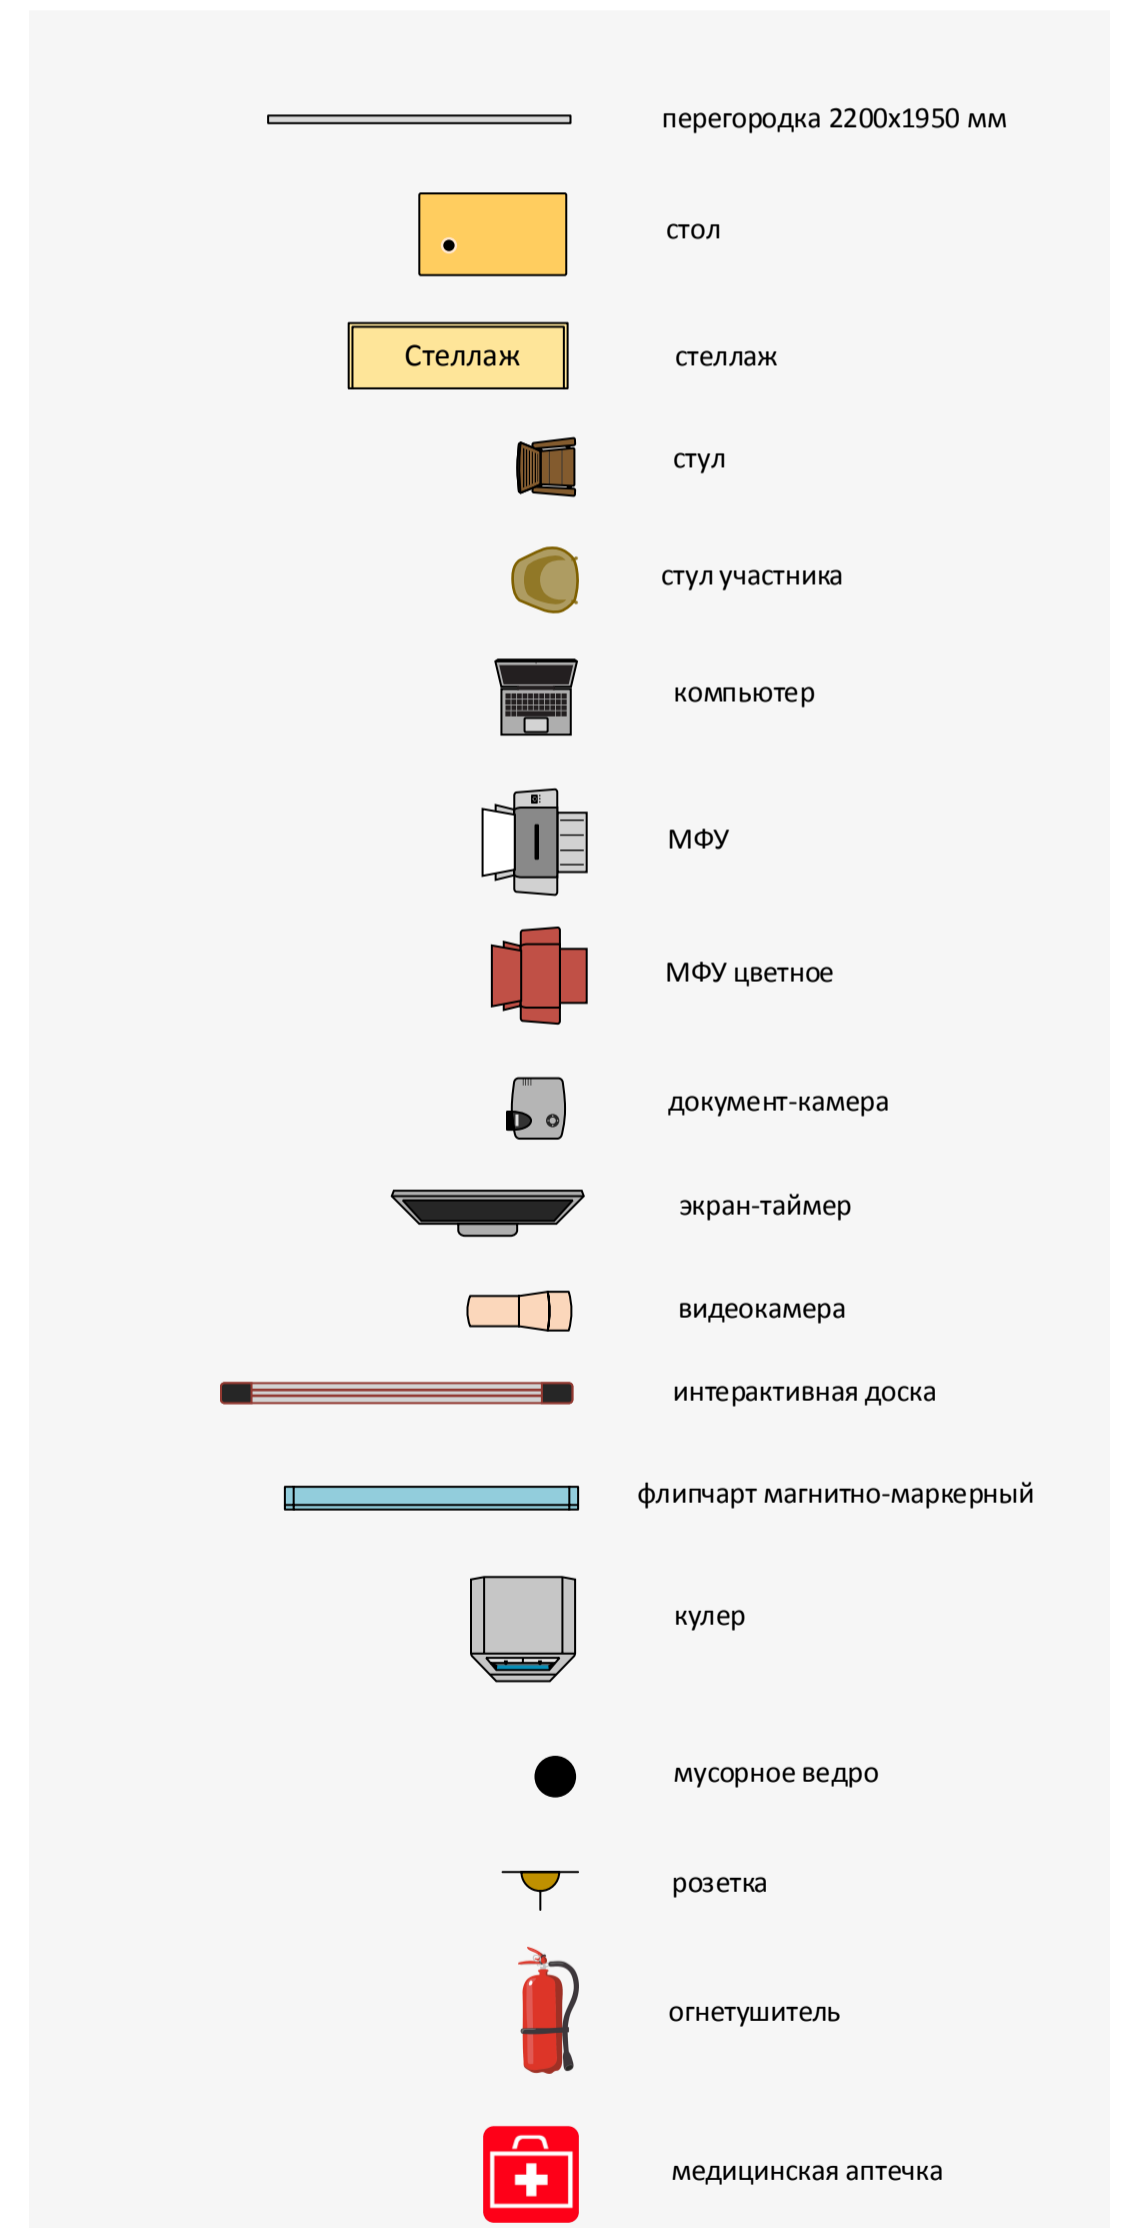 перегородка 2200х1950 мм
стол
Стеллаж
стеллаж
стул
стул участника
компьютер
МФУ
МФУ цветное
документ-камера
экран-таймер
видеокамера
интерактивная доска
флипчарт магнитно-маркерный
кулер
мусорное ведро
розетка
огнетушитель
медицинская аптечка